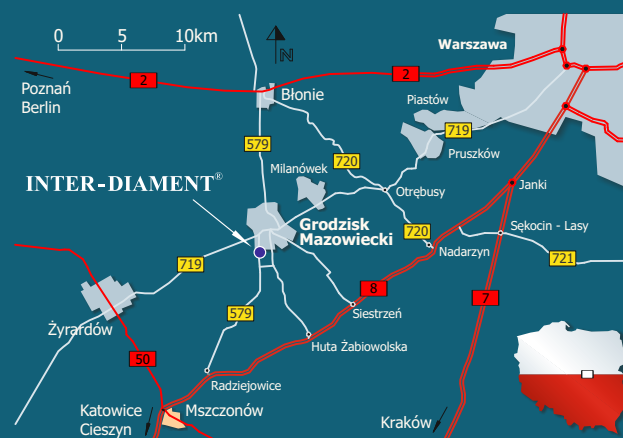 0 5 10km
N
Warszawa
2
2
Poznań
Berlin
Błonie
Piastów
719
579
720
Pruszków
Milanówek
INTER-DIAMENT®
Otrębusy
Janki
Grodzisk
Mazowiecki
720
Sękocin - Lasy
Nadarzyn
721
719
8
7
579
Siestrzeń
Żyrardów
Huta Żabiowolska
50
Radziejowice
Katowice
Cieszyn
Mszczonów
Kraków